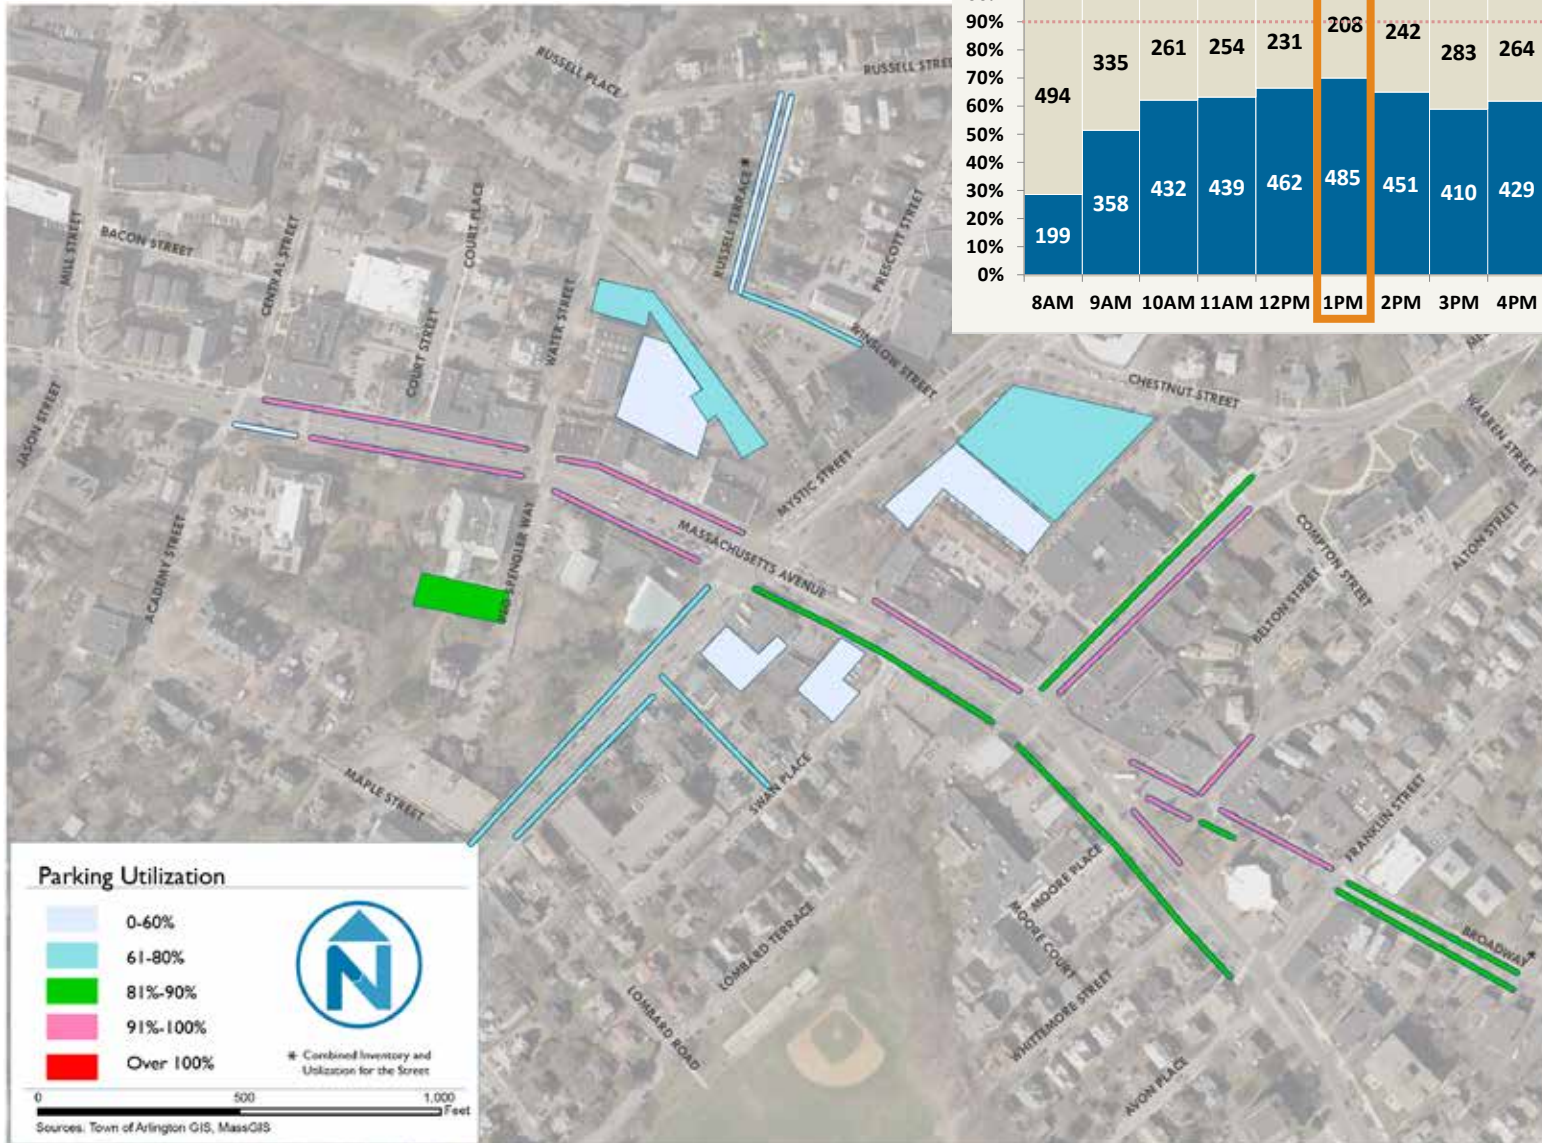 90%
80%
70%
60%
50%
40%
30%
20%
10%
0%
494
335
261
254
231
208
242
283
264
199
358
432
439
462
485
451
410
429
8AM 9AM 10AM 11AM 12PM 1PM 2PM 3PM 4PM
RUSSELL PLACE
RUSSELL STREE
RUSSELL TERRACE *
PRESCOTT STREET
WINSLOW STREET
MILL STREET
BACON STREET
CENTRAL STREET
COURT PLACE
COURT STREET
WATER STREET
JASON STREET
ACADEMY STREET
SPENGLER WAY
MYSTIC STREET
MASSACHUSETTS AVENUE
CHESTNUT STREET
WARREN STREET
COMPTON STREET
ALTON STREET
BELTON STREET
FRANKLIN STREET
BROADWAY *
MAPLE STREET
SWAN PLACE
MOORE PLACE
MOORE COURT
LOMBARD TERRACE
LOMBARD ROAD
WHITTEMORE STREET
AVON PLACE
Parking Utilization
0-60%
61-80%
81%-90%
91%-100%
Over 100%
N
* Combined Inventory and
Utilization for the Street
0 500 1,000
Feet
Sources: Town of Arlington GIS, MassGIS